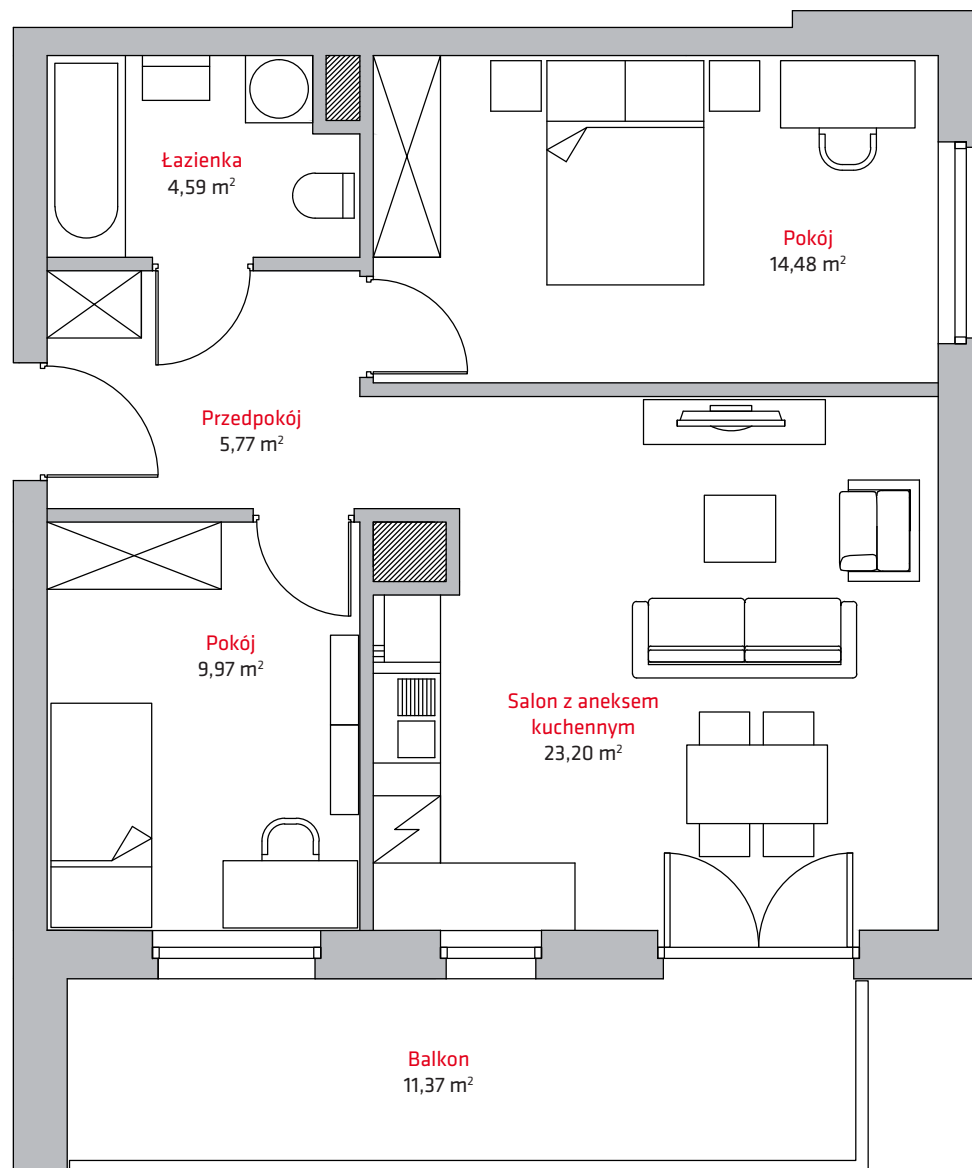 Łazienka
4,59 m²
Pokój
14,48 m²
Przedpokój
5,77 m²
Pokój
9,97 m²
Salon z aneksem
kuchennym
23,20 m²
Balkon
11,37 m²